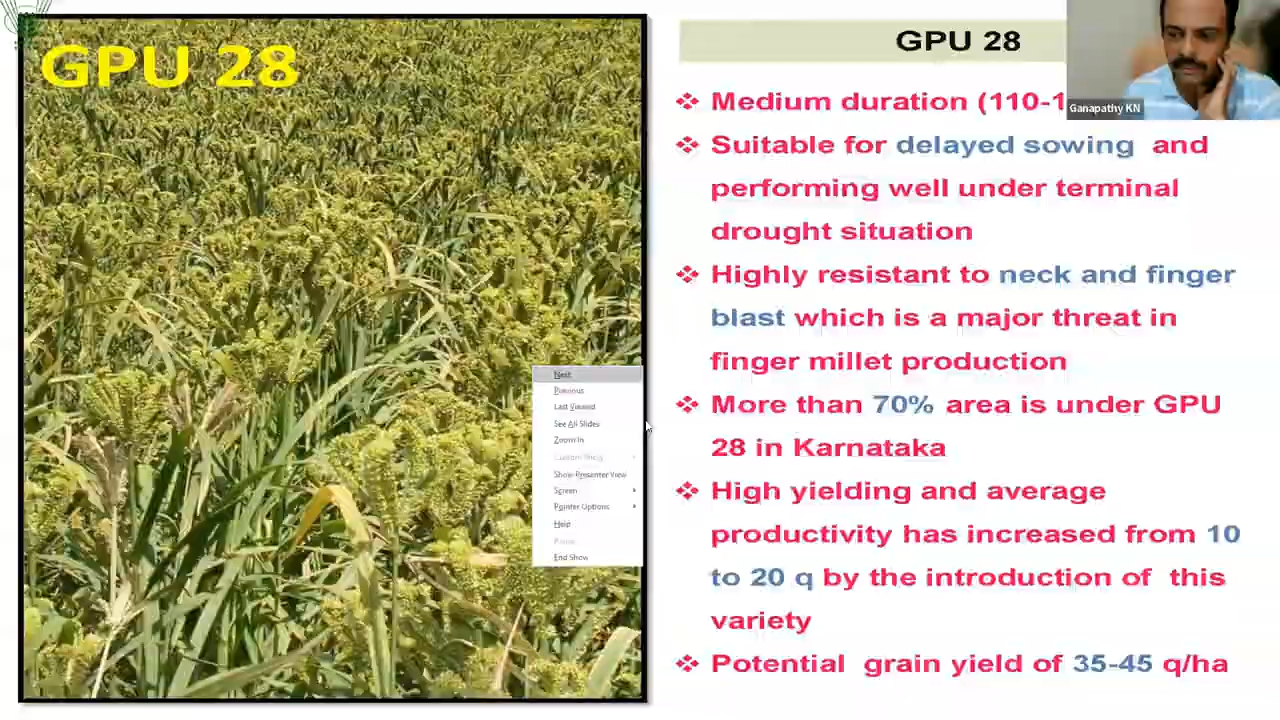 GPU 28
GPU 28
Ganapathy KN
❖ Medium duration (110-1
❖ Suitable for delayed sowing and
performing well under terminal
drought situation
❖ Highly resistant to neck and finger
blast which is a major threat in
finger millet production
❖ More than 70% area is under GPU
28 in Karnataka
❖ High yielding and average
productivity has increased from 10
to 20 q by the introduction of this
variety
❖ Potential grain yield of 35-45 q/ha
Next
Previous
Last Viewed
See All Slides
Zoom In
Custom Show
Show Presenter View
Screen
Pointer Options
Help
Pause
End Show